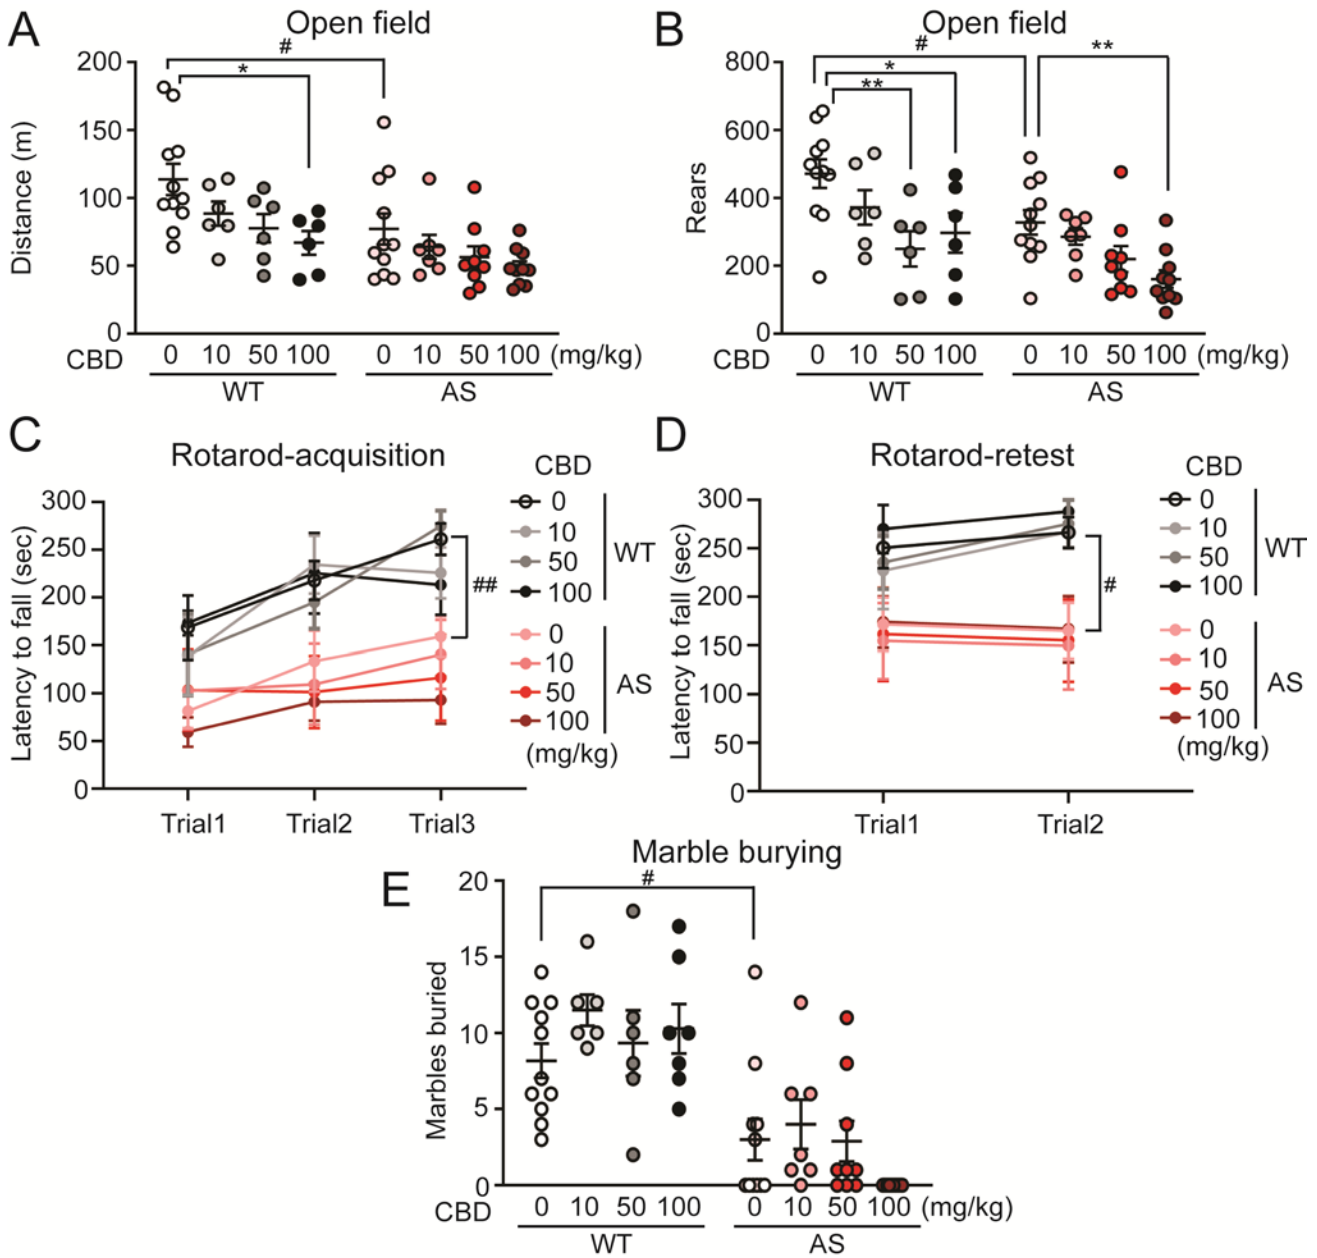 A
Open field
#
*
200
150
100
50
0
Distance (m)
CBD 0 10 50 100 0 10 50 100 (mg/kg)
WT AS
B
Open field
#
**
*
**
800
600
400
200
0
Rears
CBD 0 10 50 100 0 10 50 100 (mg/kg)
WT AS
C
Rotarod-acquisition
300
250
200
150
100
50
0
Latency to fall (sec)
##
Trial1 Trial2 Trial3
CBD
0
10
50
100
WT
0
10
50
100
AS
(mg/kg)
D
Rotarod-retest
300
250
200
150
100
50
0
Latency to fall (sec)
#
Trial1 Trial2
CBD
0
10
50
100
WT
0
10
50
100
AS
(mg/kg)
E
Marble burying
#
20
15
10
5
0
Marbles buried
CBD 0 10 50 100 0 10 50 100 (mg/kg)
WT AS